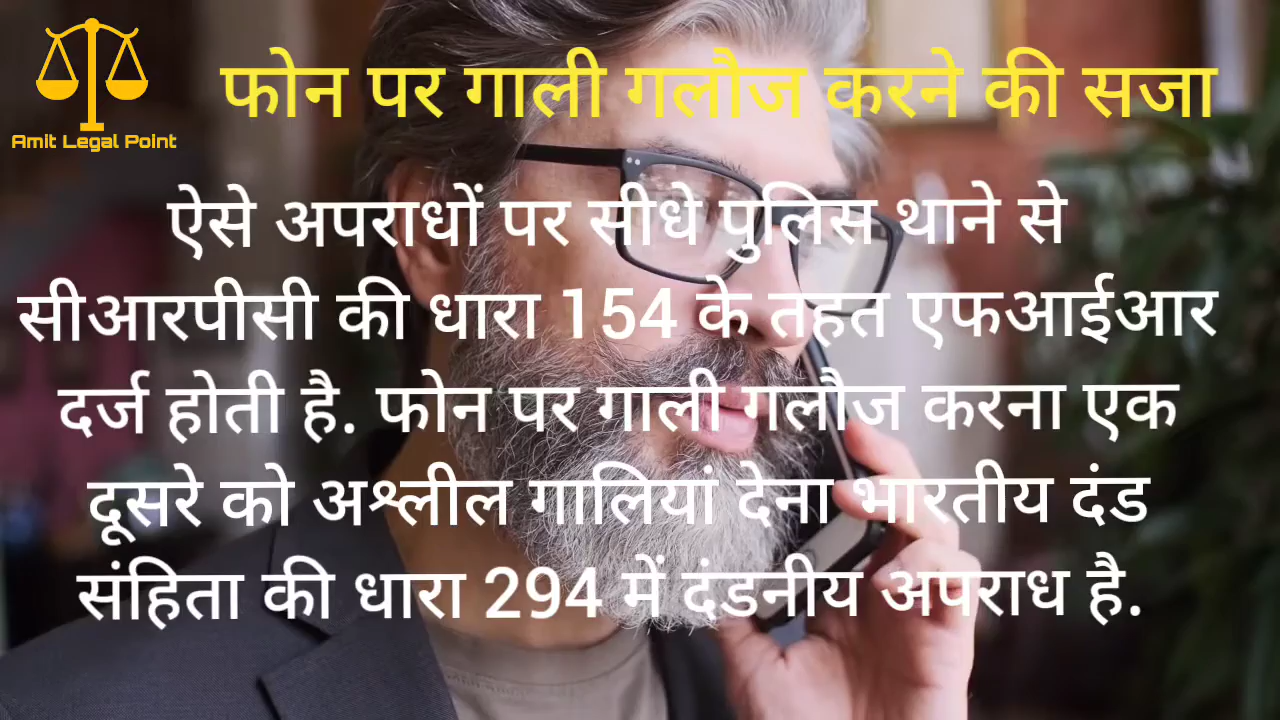 फोन पर गाली गलौज करने की सजा
Amit Legal Point
ऐसे अपराधों पर सीधे पुलिस थाने से
सीआरपीसी की धारा 154 के तहत एफआईआर
दर्ज होती है. फोन पर गाली गलौज करना एक
दूसरे को अश्लील गालियां देना भारतीय दंड
संहिता की धारा 294 में दंडनीय अपराध है.